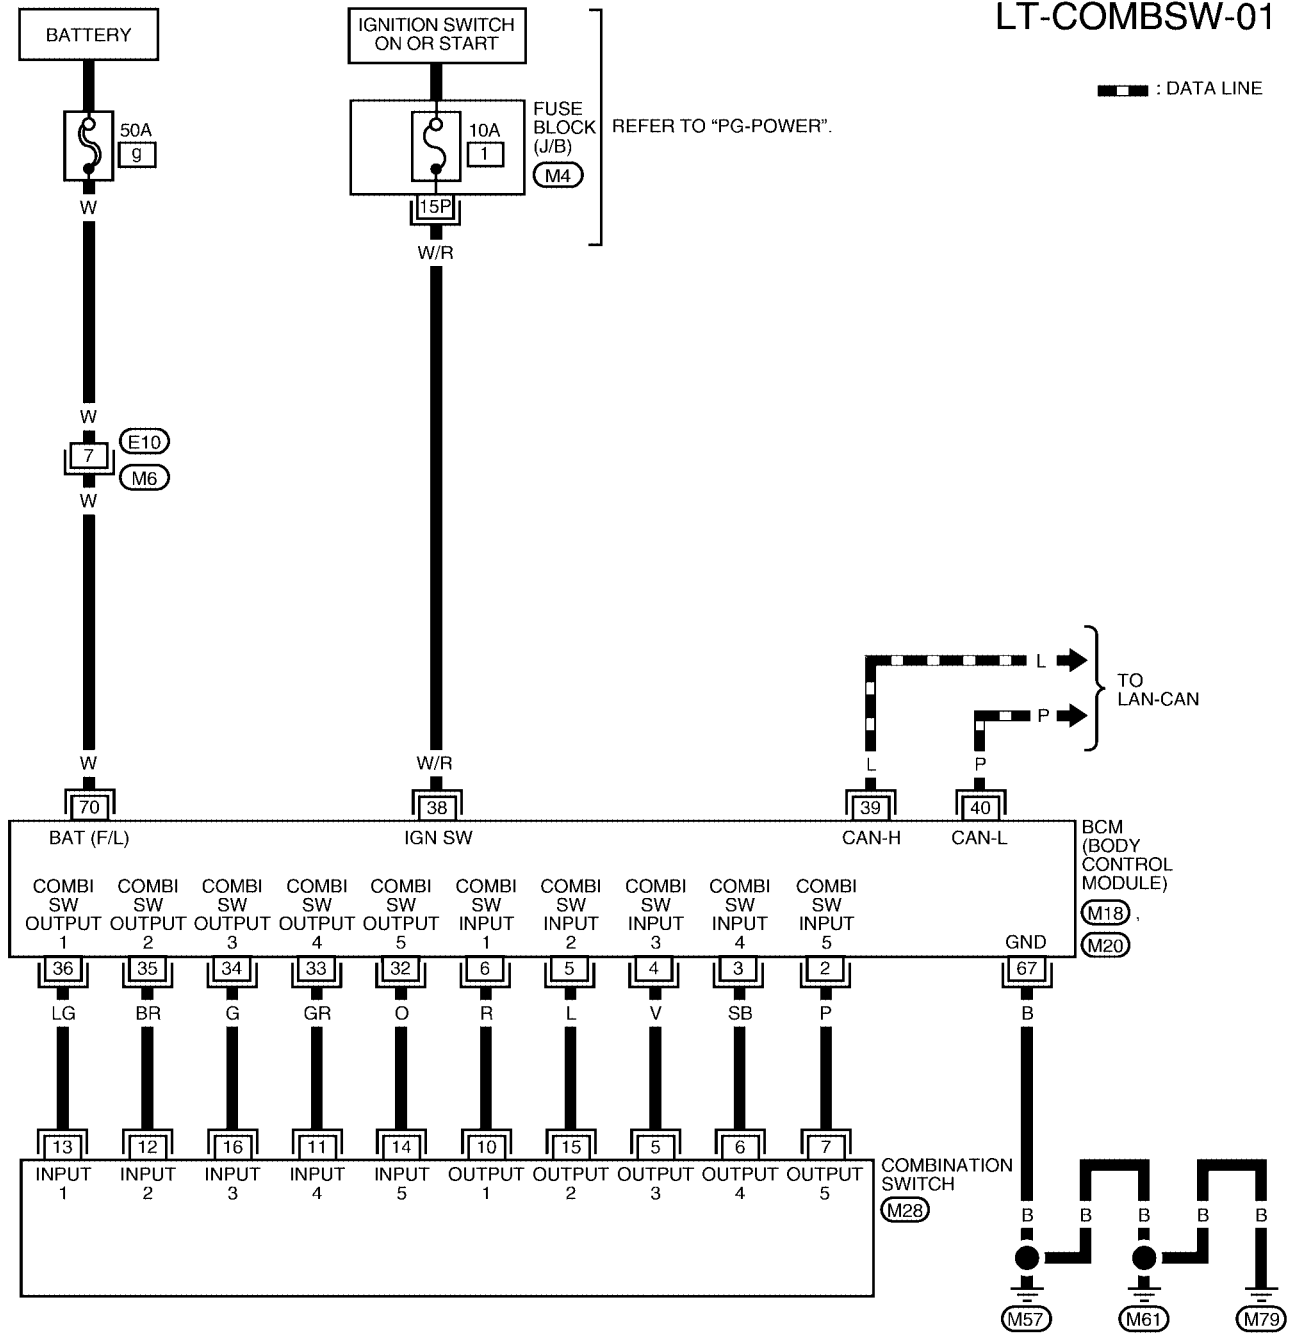 LT-COMBSW-01
BATTERY
IGNITION SWITCH
ON OR START
: DATA LINE
50A
g
10A
1
FUSE
BLOCK
(J/B)
M4
REFER TO “PG-POWER”.
15P
W
W/R
W
7
E10
M6
W
L
P
TO
LAN-CAN
W
W/R
L
P
70
38
39
40
BAT (F/L)
IGN SW
CAN-H
CAN-L
BCM
(BODY
CONTROL
MODULE)
M18 ,
M20
COMBI
SW
OUTPUT
1
COMBI
SW
OUTPUT
2
COMBI
SW
OUTPUT
3
COMBI
SW
OUTPUT
4
COMBI
SW
OUTPUT
5
COMBI
SW
INPUT
1
COMBI
SW
INPUT
2
COMBI
SW
INPUT
3
COMBI
SW
INPUT
4
COMBI
SW
INPUT
5
GND
36
35
34
33
32
6
5
4
3
2
67
LG
BR
G
GR
O
R
L
V
SB
P
B
13
12
16
11
14
10
15
5
6
7
INPUT
1
INPUT
2
INPUT
3
INPUT
4
INPUT
5
OUTPUT
1
OUTPUT
2
OUTPUT
3
OUTPUT
4
OUTPUT
5
COMBINATION
SWITCH
M28
B
B
B
B
B
M57
M61
M79